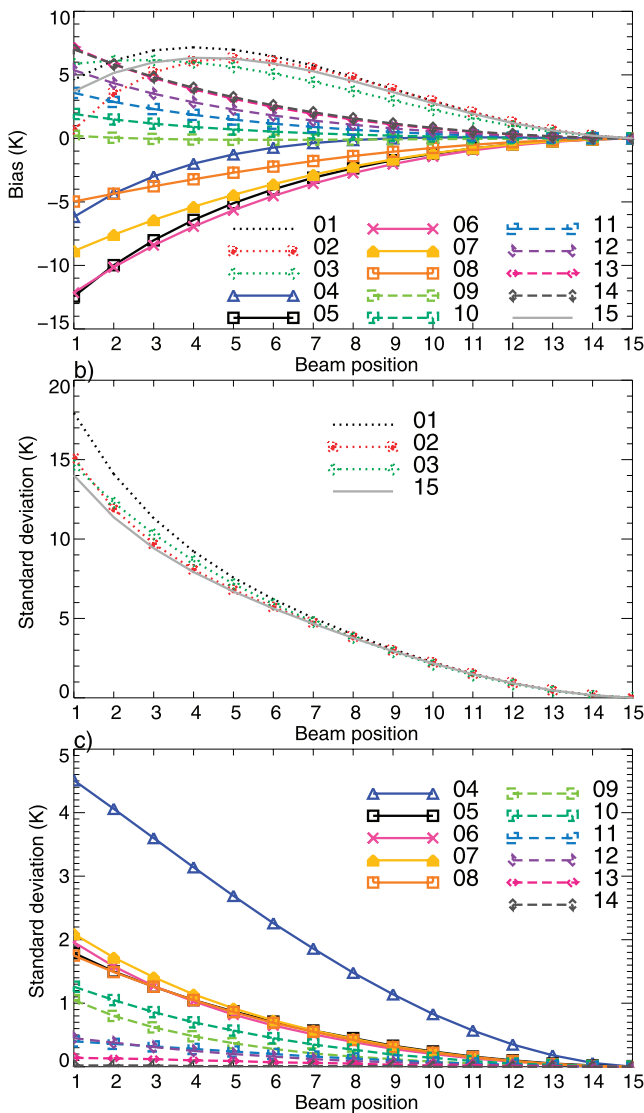 10
5
0
−5
−10
−15
Bias (K)
01 06 11
02 07 12
03 08 13
04 09 14
05 10 15
1 2 3 4 5 6 7 8 9 10 11 12 13 14 15
Beam position
b)
20
15
10
5
0
Standard deviation (K)
01
02
03
15
1 2 3 4 5 6 7 8 9 10 11 12 13 14 15
Beam position
c)
5
4
3
2
1
0
Standard deviation (K)
04 09
05 10
06 11
07 12
08 13
14
1 2 3 4 5 6 7 8 9 10 11 12 13 14 15
Beam position